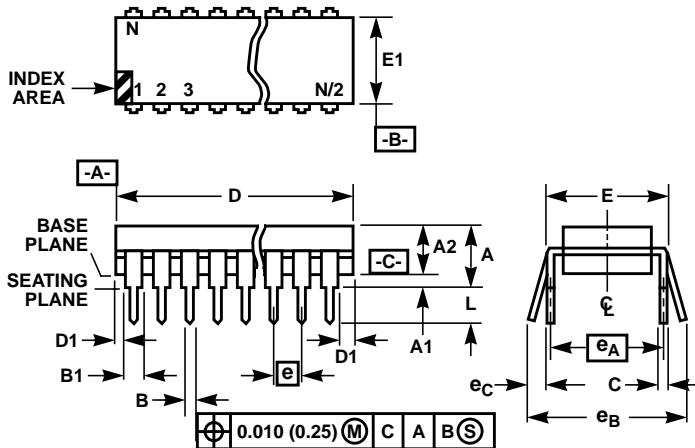 N
E1
INDEX
AREA
1 2 3 N/2
-B-
-A-
D
E
BASE
PLANE
A2
A
-C-
SEATING
PLANE
L
C L
D1
A1
D1
eA
B1
e
eC
C
B
eB
0.010 (0.25) M C A B S